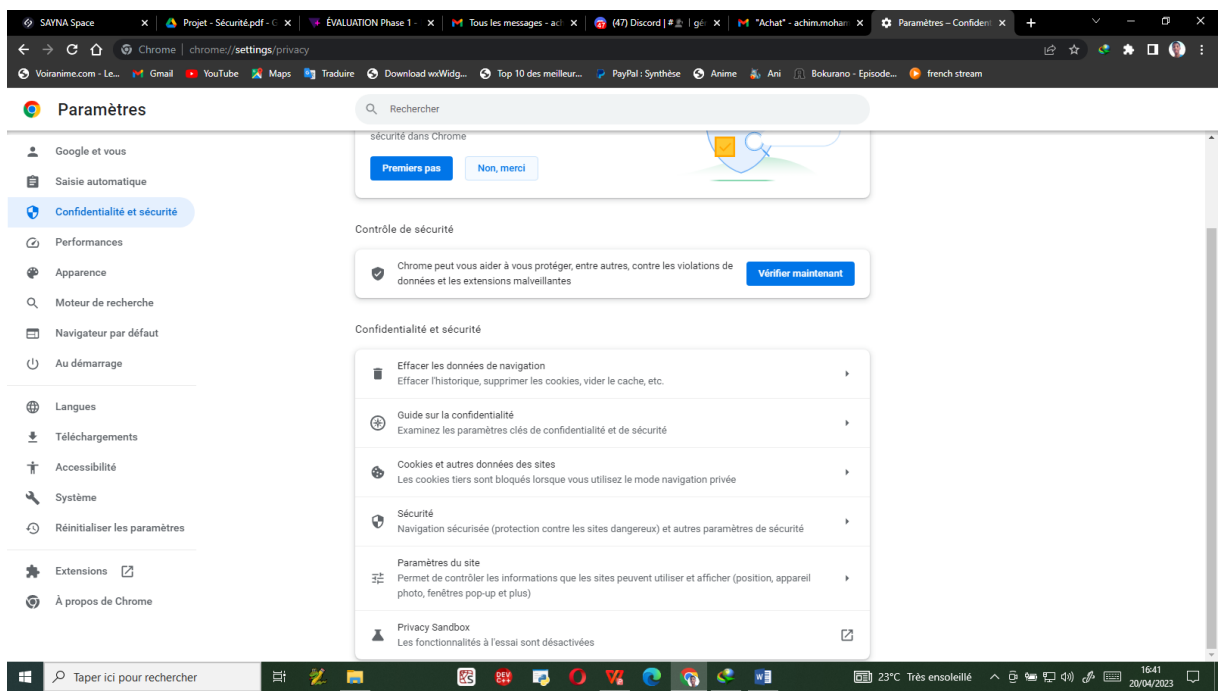 SAYNA Space
Projet - Sécurité.pdf - G
ÉVALUATION Phase 1 -
Tous les messages - ach
(47) Discord | # | gé
"Achat" - achim.moham
Paramètres – Confident
Chrome | chrome://settings/privacy
Voiranime.com - Le...
Gmail
YouTube
Maps
Traduire
Download wxWidg...
Top 10 des meilleur...
PayPal : Synthèse
Anime
Ani
Bokurano - Episode...
french stream
Paramètres
Rechercher
Google et vous
Saisie automatique
Confidentialité et sécurité
Performances
Apparence
Moteur de recherche
Navigateur par défaut
Au démarrage
Langues
Téléchargements
Accessibilité
Système
Réinitialiser les paramètres
Extensions
À propos de Chrome
sécurité dans Chrome
Premiers pas
Non, merci
Contrôle de sécurité
Chrome peut vous aider à vous protéger, entre autres, contre les violations de
données et les extensions malveillantes
Vérifier maintenant
Confidentialité et sécurité
Effacer les données de navigation
Effacer l'historique, supprimer les cookies, vider le cache, etc.
Guide sur la confidentialité
Examinez les paramètres clés de confidentialité et de sécurité
Cookies et autres données des sites
Les cookies tiers sont bloqués lorsque vous utilisez le mode navigation privée
Sécurité
Navigation sécurisée (protection contre les sites dangereux) et autres paramètres de sécurité
Paramètres du site
Permet de contrôler les informations que les sites peuvent utiliser et afficher (position, appareil
photo, fenêtres pop-up et plus)
Privacy Sandbox
Les fonctionnalités à l'essai sont désactivées
Taper ici pour rechercher
23°C Très ensoleillé
16:41
20/04/2023